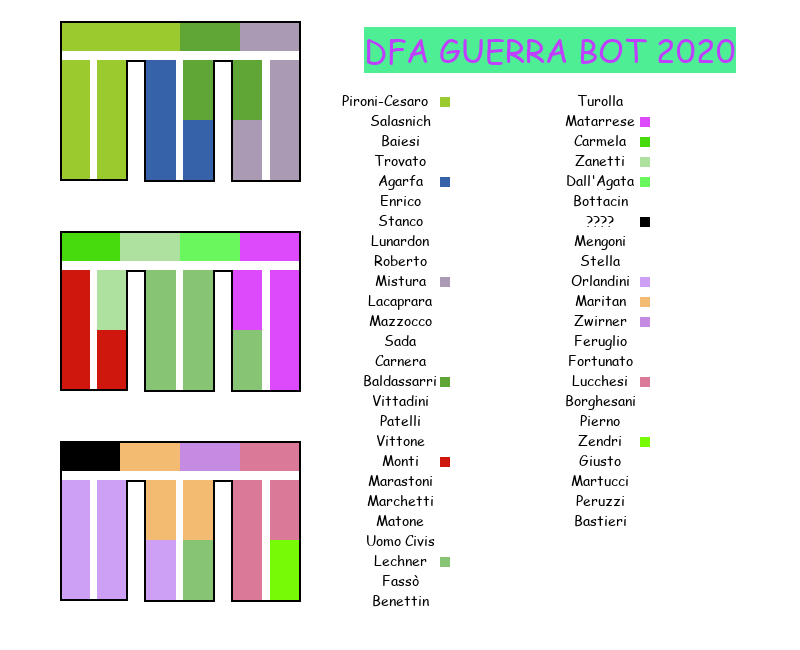 DFA GUERRA BOT 2020
Pironi-Cesaro
Salasnich
Baiesi
Trovato
Agarfa
Enrico
Stanco
Lunardon
Roberto
Mistura
Lacaprara
Mazzocco
Sada
Carnera
Baldassarri
Vittadini
Patelli
Vittone
Monti
Marastoni
Marchetti
Matone
Uomo Civis
Lechner
Fassò
Benettin
Turolla
Matarrese
Carmela
Zanetti
Dall'Agata
Bottacin
????
Mengoni
Stella
Orlandini
Maritan
Zwirner
Feruglio
Fortunato
Lucchesi
Borghesani
Pierno
Zendri
Giusto
Martucci
Peruzzi
Bastieri